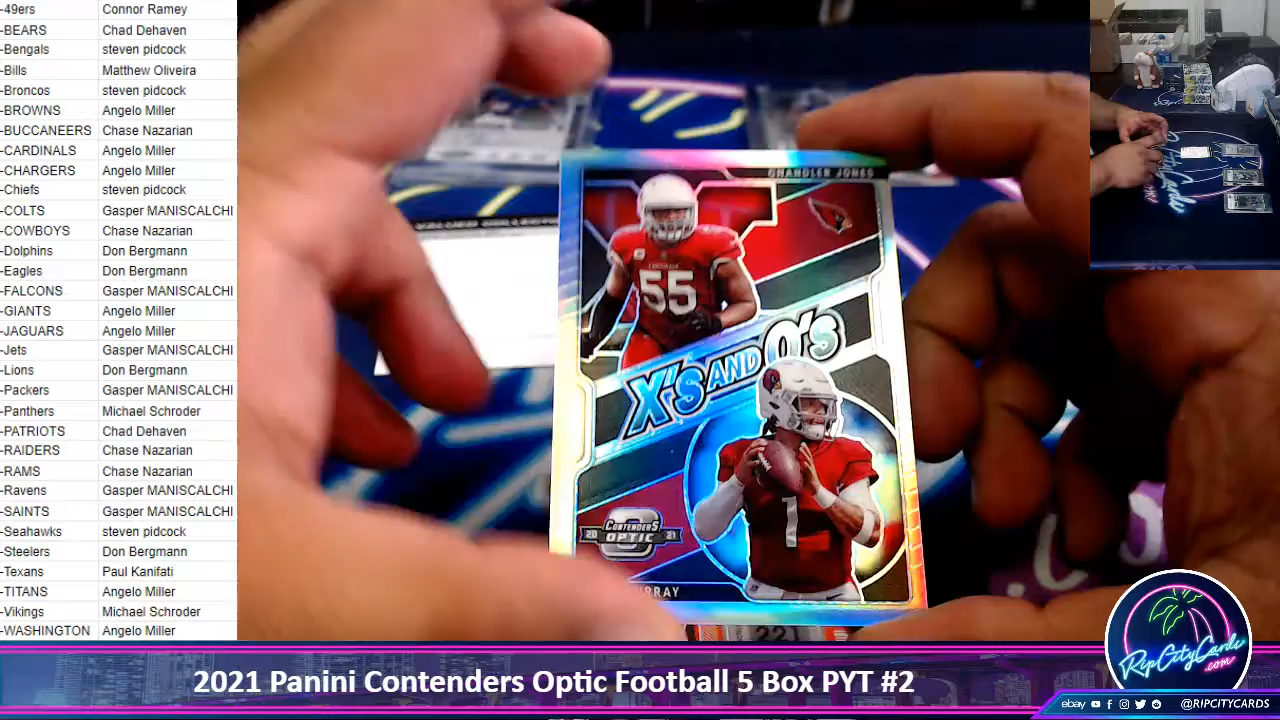 -49ers Connor Ramey
-BEARS Chad Dehaven
-Bengals steven pidcock
-Bills Matthew Oliveira
-Broncos steven pidcock
-BROWNS Angelo Miller
-BUCCANEERS Chase Nazarian
-CARDINALS Angelo Miller
-CHARGERS Angelo Miller
-Chiefs steven pidcock
-COLTS Gasper MANISCALCHI
-COWBOYS Chase Nazarian
-Dolphins Don Bergmann
-Eagles Don Bergmann
-FALCONS Gasper MANISCALCHI
-GIANTS Angelo Miller
-JAGUARS Angelo Miller
-Jets Gasper MANISCALCHI
-Lions Don Bergmann
-Packers Gasper MANISCALCHI
-Panthers Michael Schroder
-PATRIOTS Chad Dehaven
-RAIDERS Chase Nazarian
-RAMS Chase Nazarian
-Ravens Gasper MANISCALCHI
-SAINTS Gasper MANISCALCHI
-Seahawks steven pidcock
-Steelers Don Bergmann
-Texans Paul Kanifati
-TITANS Angelo Miller
-Vikings Michael Schroder
-WASHINGTON Angelo Miller
CHANDLER JONES
55
X'S AND O'S
1
CONTENDERS
20 OPTIC 21
RRAY
221
RipCityCards
.com
2021 Panini Contenders Optic Football 5 Box PYT #2
ebay @RIPCITYCARDS